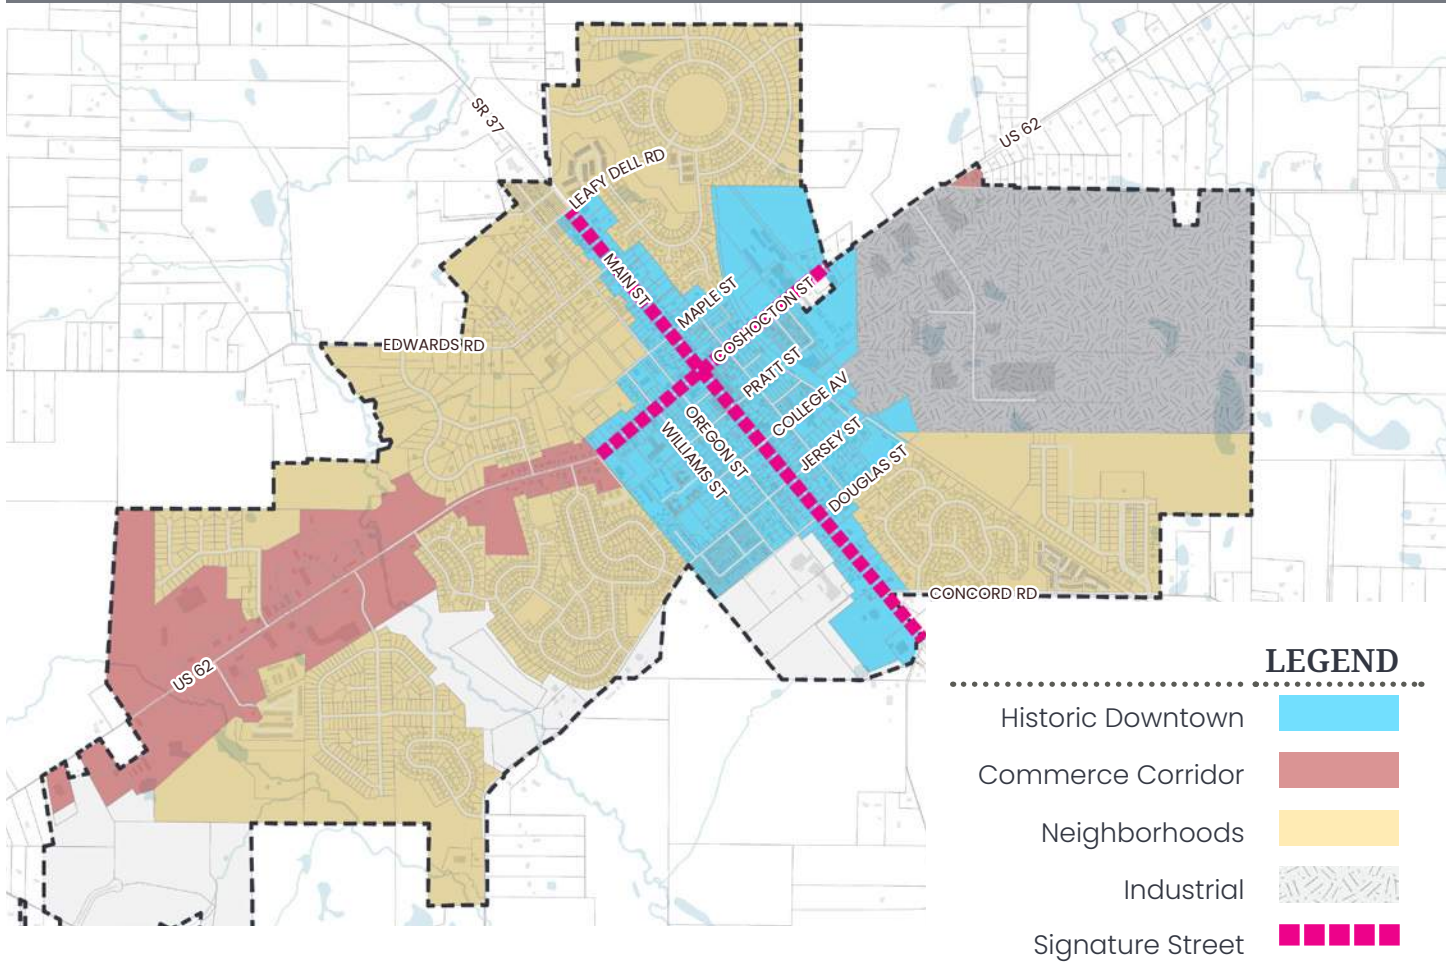 SR 37
US 62
LEAFY DELL RD
MAIN ST
MAPLE ST
COSHOCTON ST
EDWARDS RD
PRATT ST
COLLEGE AV
OREGON ST
WILLIAMS ST
JERSEY ST
DOUGLAS ST
CONCORD RD
US 62
LEGEND
Historic Downtown
Commerce Corridor
Neighborhoods
Industrial
Signature Street